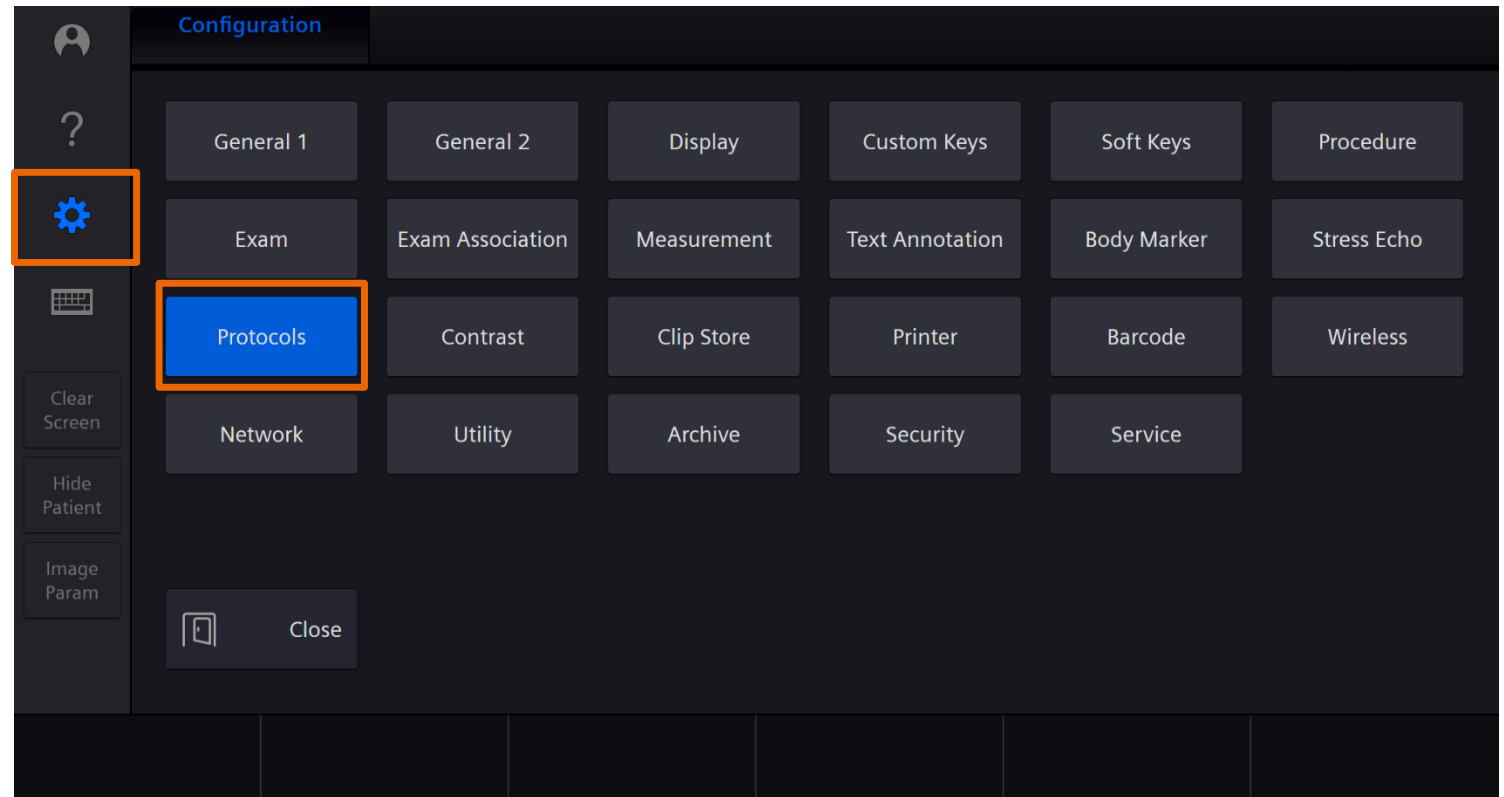 Configuration
?
General 1
General 2
Display
Custom Keys
Soft Keys
Procedure
Exam
Exam Association
Measurement
Text Annotation
Body Marker
Stress Echo
Protocols
Contrast
Clip Store
Printer
Barcode
Wireless
Clear
Screen
Network
Utility
Archive
Security
Service
Hide
Patient
Image
Param
Close